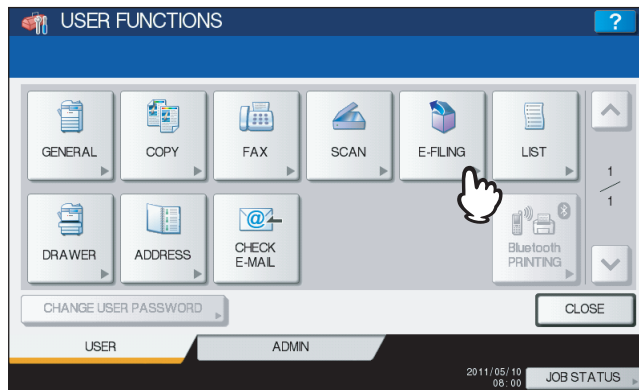 USER FUNCTIONS
?
GENERAL
COPY
FAX
SCAN
E-FILING
LIST
1
1
DRAWER
ADDRESS
@
CHECK
E-MAIL
Bluetooth
PRINTING
CHANGE USER PASSWORD
CLOSE
USER
ADMIN
2011/05/10
08:00
JOB STATUS